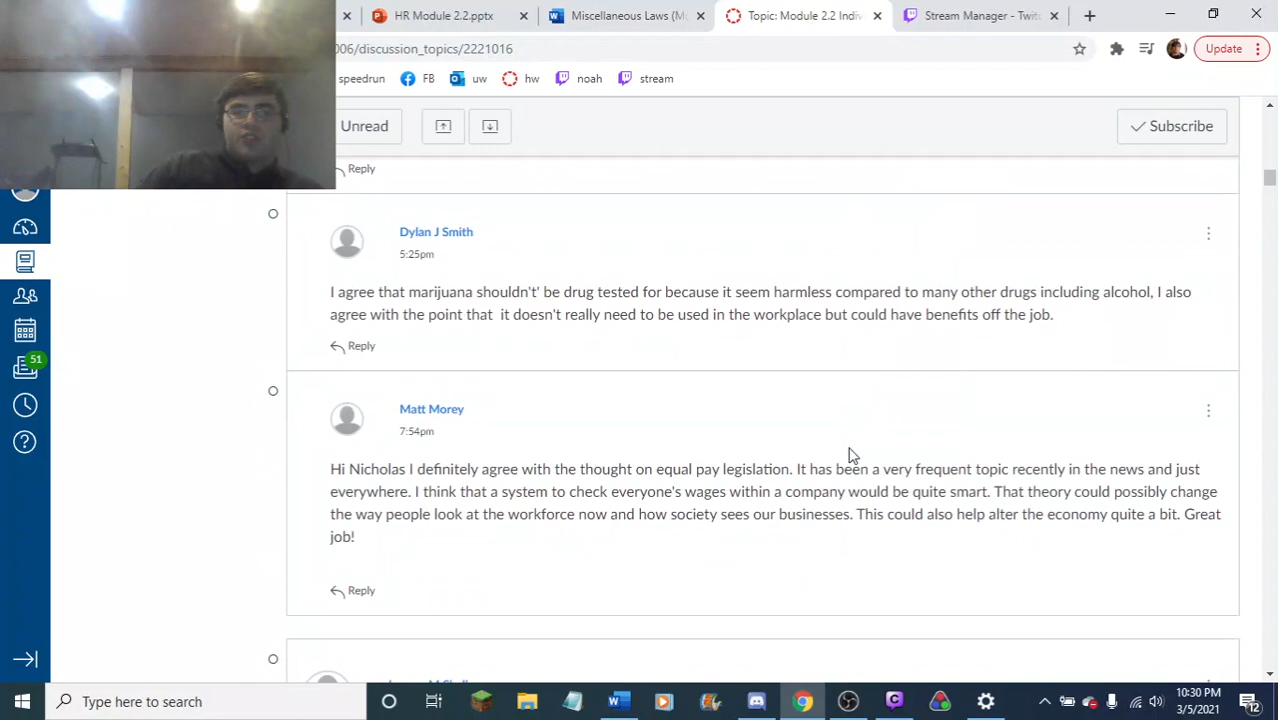 HR Module 2.2.pptx
Miscellaneous Laws (Mo
Topic: Module 2.2 Indiv
Stream Manager - Twitc
006/discussion_topics/2221016
Update
speedrun
FB
uw
hw
noah
stream
Unread
Subscribe
Reply
Dylan J Smith
5:25pm
I agree that marijuana shouldn't' be drug tested for because it seem harmless compared to many other drugs including alcohol, I also
agree with the point that it doesn't really need to be used in the workplace but could have benefits off the job.
Reply
51
Matt Morey
7:54pm
Hi Nicholas I definitely agree with the thought on equal pay legislation. It has been a very frequent topic recently in the news and just
everywhere. I think that a system to check everyone's wages within a company would be quite smart. That theory could possibly change
the way people look at the workforce now and how society sees our businesses. This could also help alter the economy quite a bit. Great
job!
Reply
Type here to search
10:30 PM
3/5/2021
12